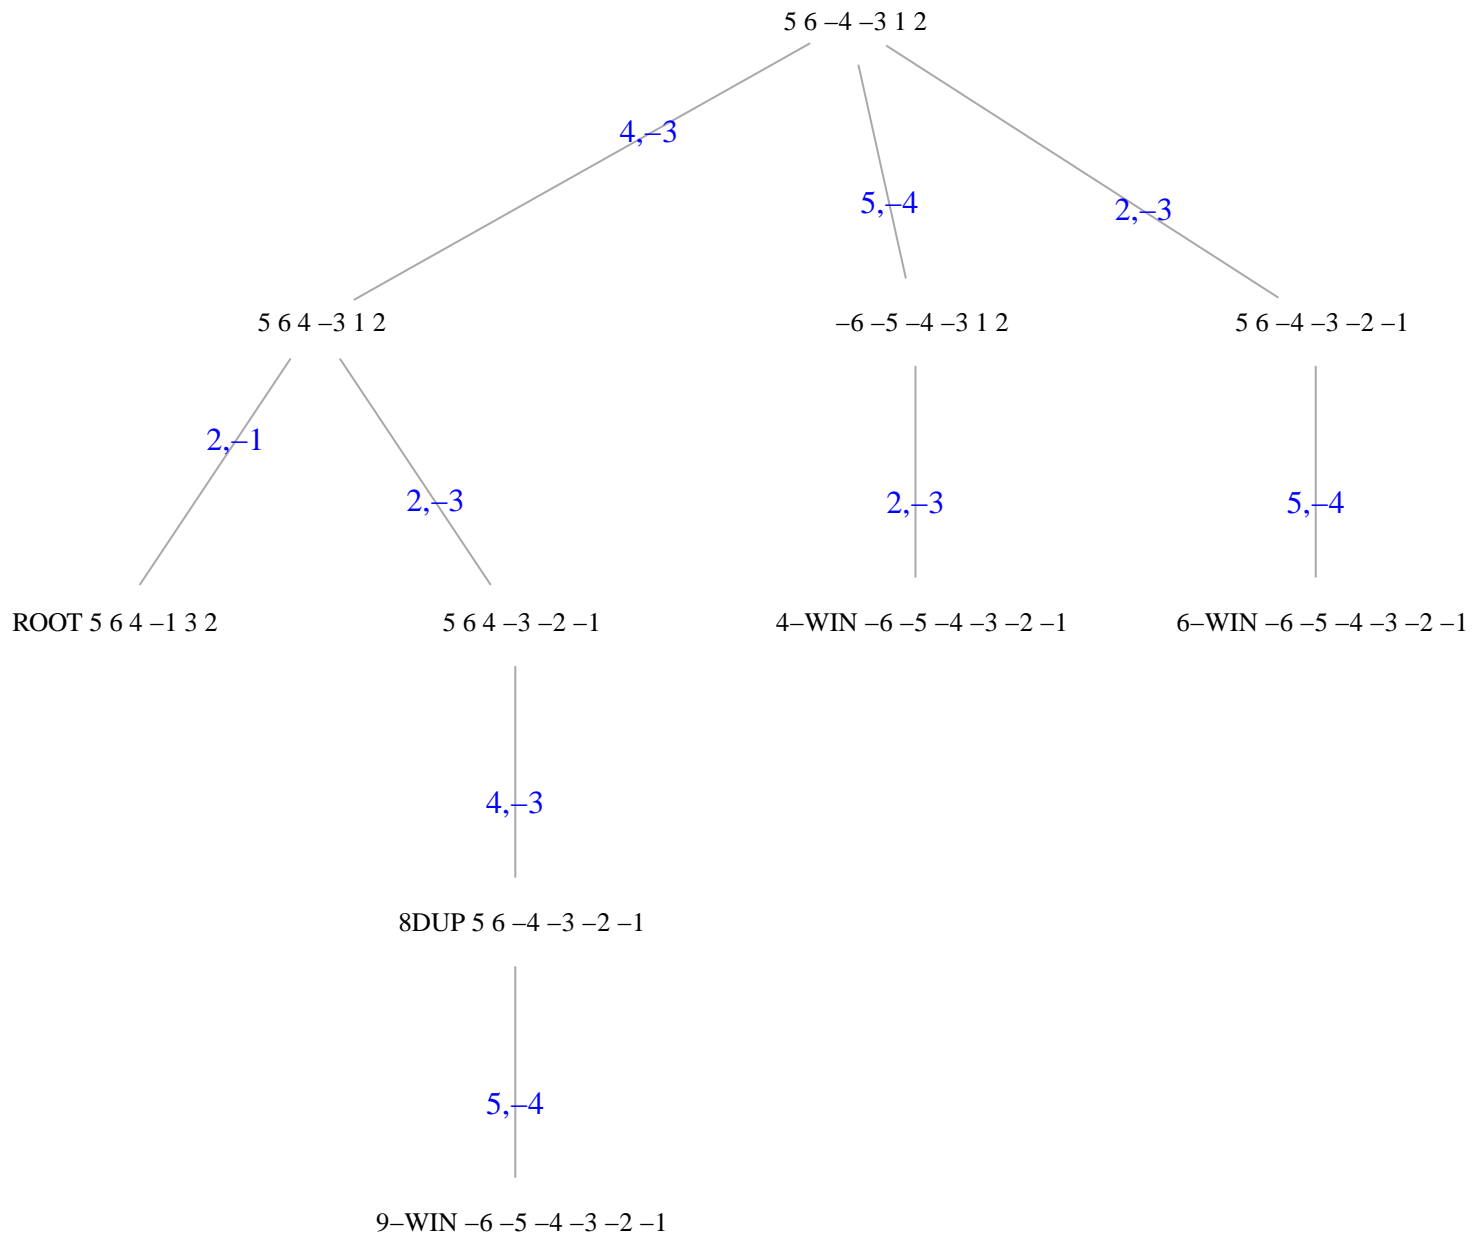 5 6 –4 –3 1 2
4,–3
5,–4
2,–3
5 6 4 –3 1 2
–6 –5 –4 –3 1 2
5 6 –4 –3 –2 –1
2,–1
2,–3
2,–3
5,–4
ROOT 5 6 4 –1 3 2
5 6 4 –3 –2 –1
4–WIN –6 –5 –4 –3 –2 –1
6–WIN –6 –5 –4 –3 –2 –1
4,–3
8DUP 5 6 –4 –3 –2 –1
5,–4
9–WIN –6 –5 –4 –3 –2 –1